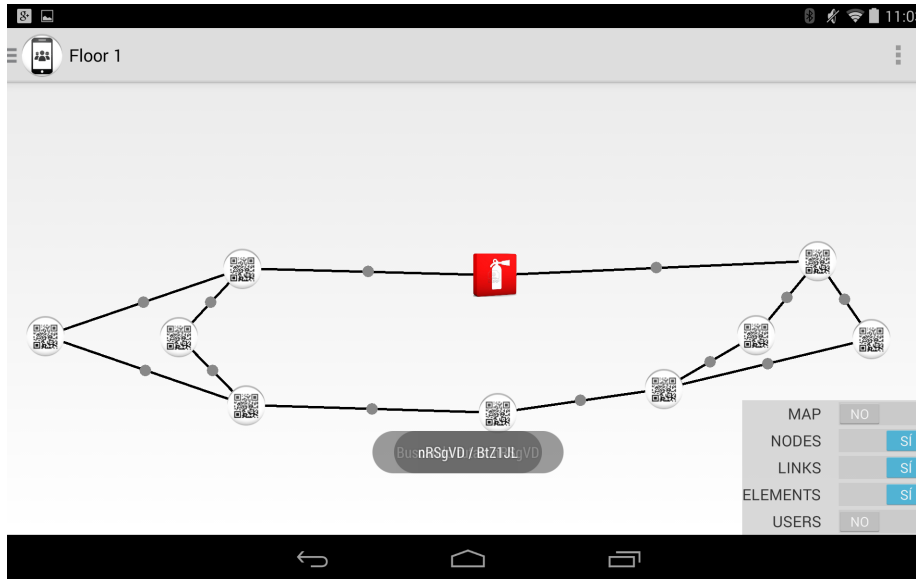 11:0
Floor 1
nRSgVD / BtZ1JL
MAP NO
NODES SÍ
LINKS SÍ
ELEMENTS SÍ
USERS NO